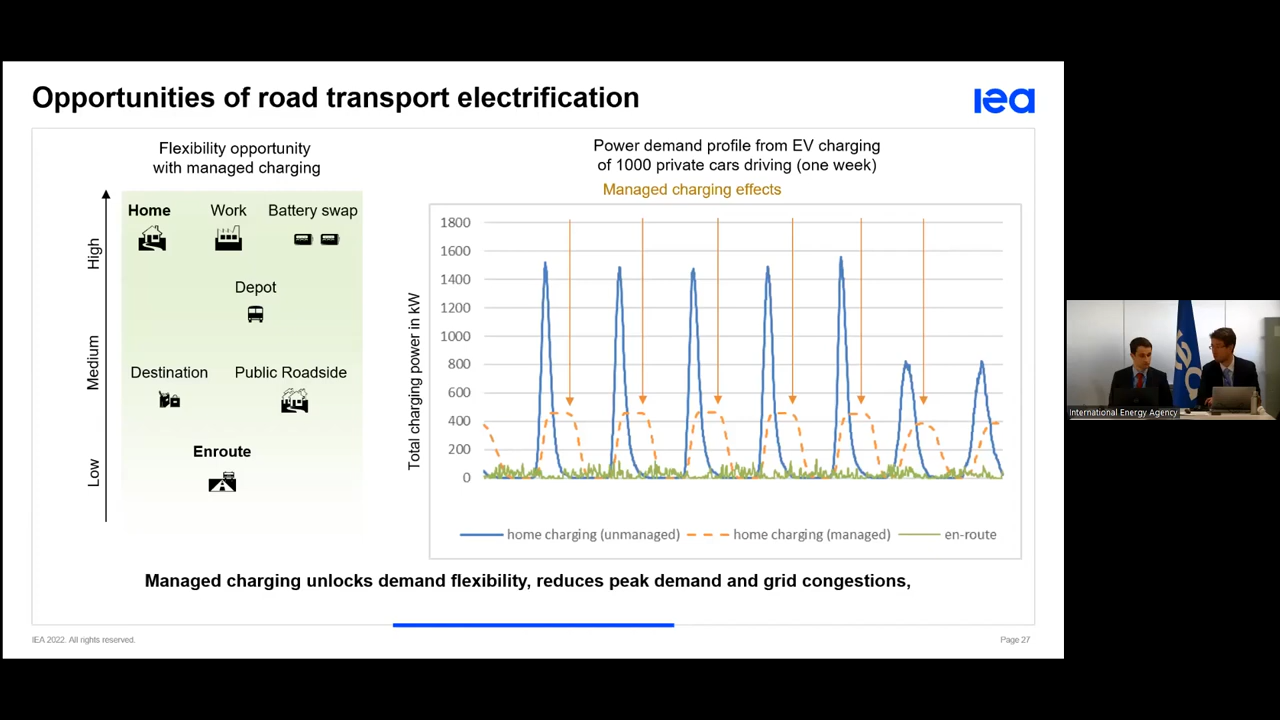 Opportunities of road transport electrification
iea
Flexibility opportunity
with managed charging
High
Medium
Low
Home
Work
Battery swap
Depot
Destination
Public Roadside
Enroute
Power demand profile from EV charging
of 1000 private cars driving (one week)
Managed charging effects
Total charging power in kW
1800
1600
1400
1200
1000
800
600
400
200
0
home charging (unmanaged)
home charging (managed)
en-route
Managed charging unlocks demand flexibility, reduces peak demand and grid congestions,
IEA 2022. All rights reserved.
Page 27
International Energy Agency